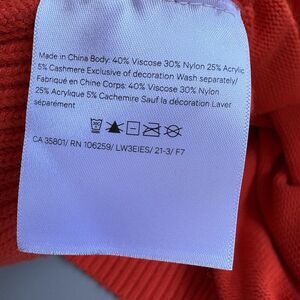 Made in China Body: 40% Viscose 30% Nylon 25% Acrylic
5% Cashmere Exclusive of decoration Wash separately/
Fabriqué en Chine Corps: 40% Viscose 30% Nylon
25% Acrylique 5% Cachemire Sauf la décoration Laver
séparément
CA 35801/ RN 106259/ LW3EIES/ 21-3/ F7